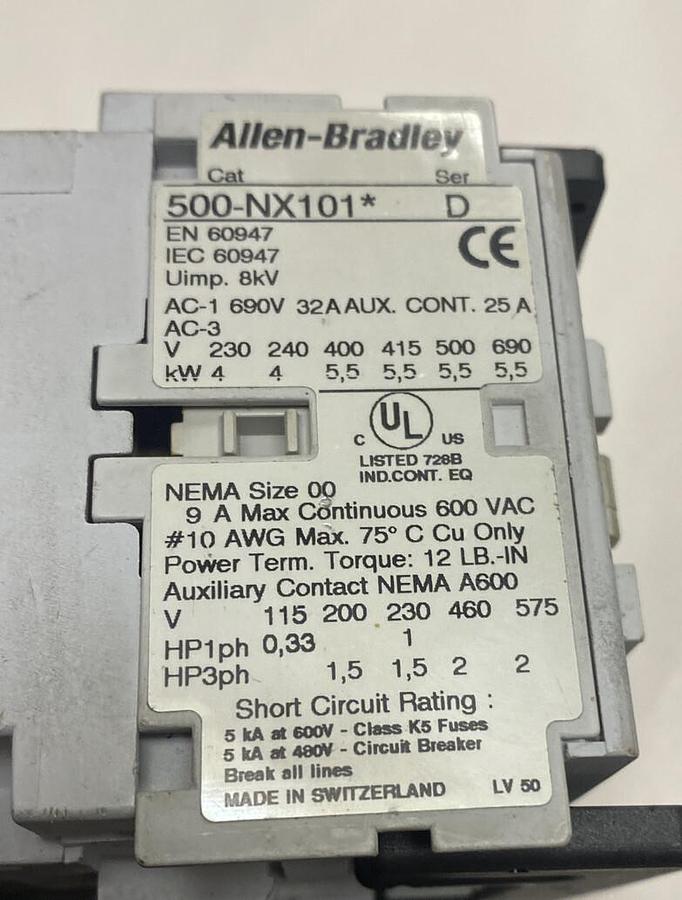 Allen-Bradley
Cat Ser
500-NX101* D
EN 60947
IEC 60947
CE
Uimp. 8kV
AC-1 690V 32A AUX. CONT. 25 A
AC-3
V 230 240 400 415 500 690
kW 4 4 5,5 5,5 5,5 5,5
C UL US
LISTED 728B
IND.CONT. EQ
NEMA Size 00
9 A Max Continuous 600 VAC
#10 AWG Max. 75° C Cu Only
Power Term. Torque: 12 LB.-IN
Auxiliary Contact NEMA A600
V 115 200 230 460 575
HP1ph 0,33 1
HP3ph 1,5 1,5 2 2
Short Circuit Rating :
5 kA at 600V - Class K5 Fuses
5 kA at 480V - Circuit Breaker
Break all lines
MADE IN SWITZERLAND LV 50